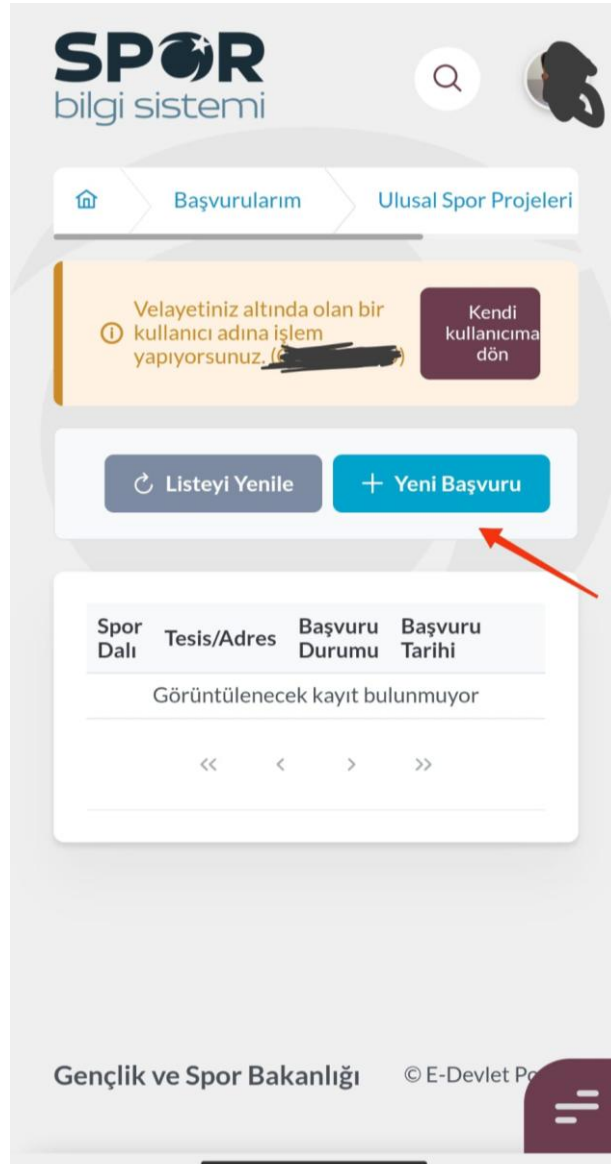 SPOR
bilgi sistemi
Başvurularım
Ulusal Spor Projeleri
Velayetiniz altında olan bir
kullanıcı adına işlem
yapıyorsunuz. (
)
Kendi
kullanıcıma
dön
Listeyi Yenile
Yeni Başvuru
Spor
Dalı
Tesis/Adres
Başvuru
Durumu
Başvuru
Tarihi
Görüntülenecek kayıt bulunmuyor
Gençlik ve Spor Bakanlığı
© E-Devlet